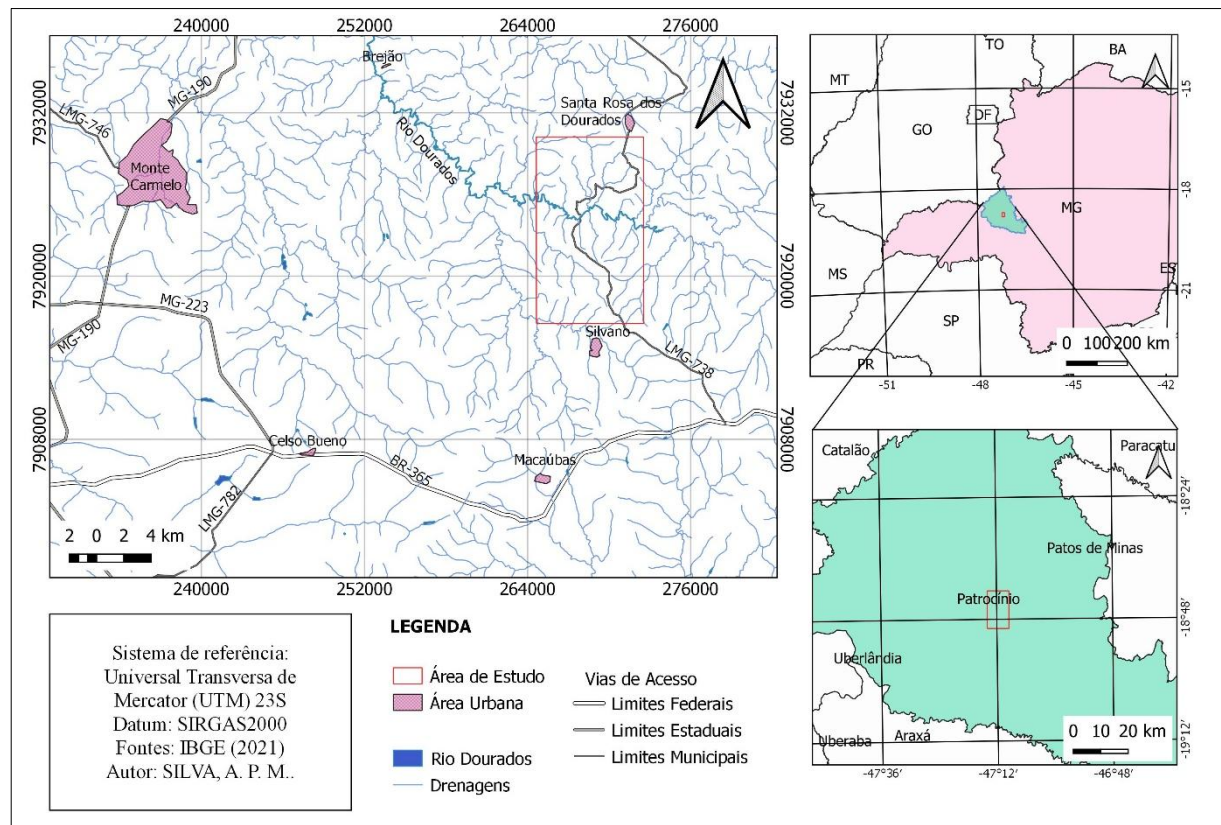 240000
252000
264000
276000
Brejão
MG-190
LMG-746
7932000
7932000
Santa Rosa dos
Dourados
Monte
Carmelo
Rio Dourados
7920000
7920000
MG-223
MG-190
Silvano
LMG-738
7908000
7908000
Celso Bueno
BR-365
Macaúbas
LMG-782
2 0 2 4 km
240000
252000
264000
276000
TO
BA
MT
-15
DF
GO
-18
MG
MS
ES
-21
SP
0 100 200 km
PR
-51
-48
-45
-42
Catalão
Paracatu
-18°24'
Patos de Minas
Patrocínio
-18°48'
Uberlândia
0 10 20 km
Araxá
Uberaba
-19°12'
-47°36'
-47°12'
-46°48'
Sistema de referência:
Universal Transversa de
Mercator (UTM) 23S
Datum: SIRGAS2000
Fontes: IBGE (2021)
Autor: SILVA, A. P. M..
LEGENDA
Área de Estudo
Área Urbana
Rio Dourados
Drenagens
Vias de Acesso
Limites Federais
Limites Estaduais
Limites Municipais